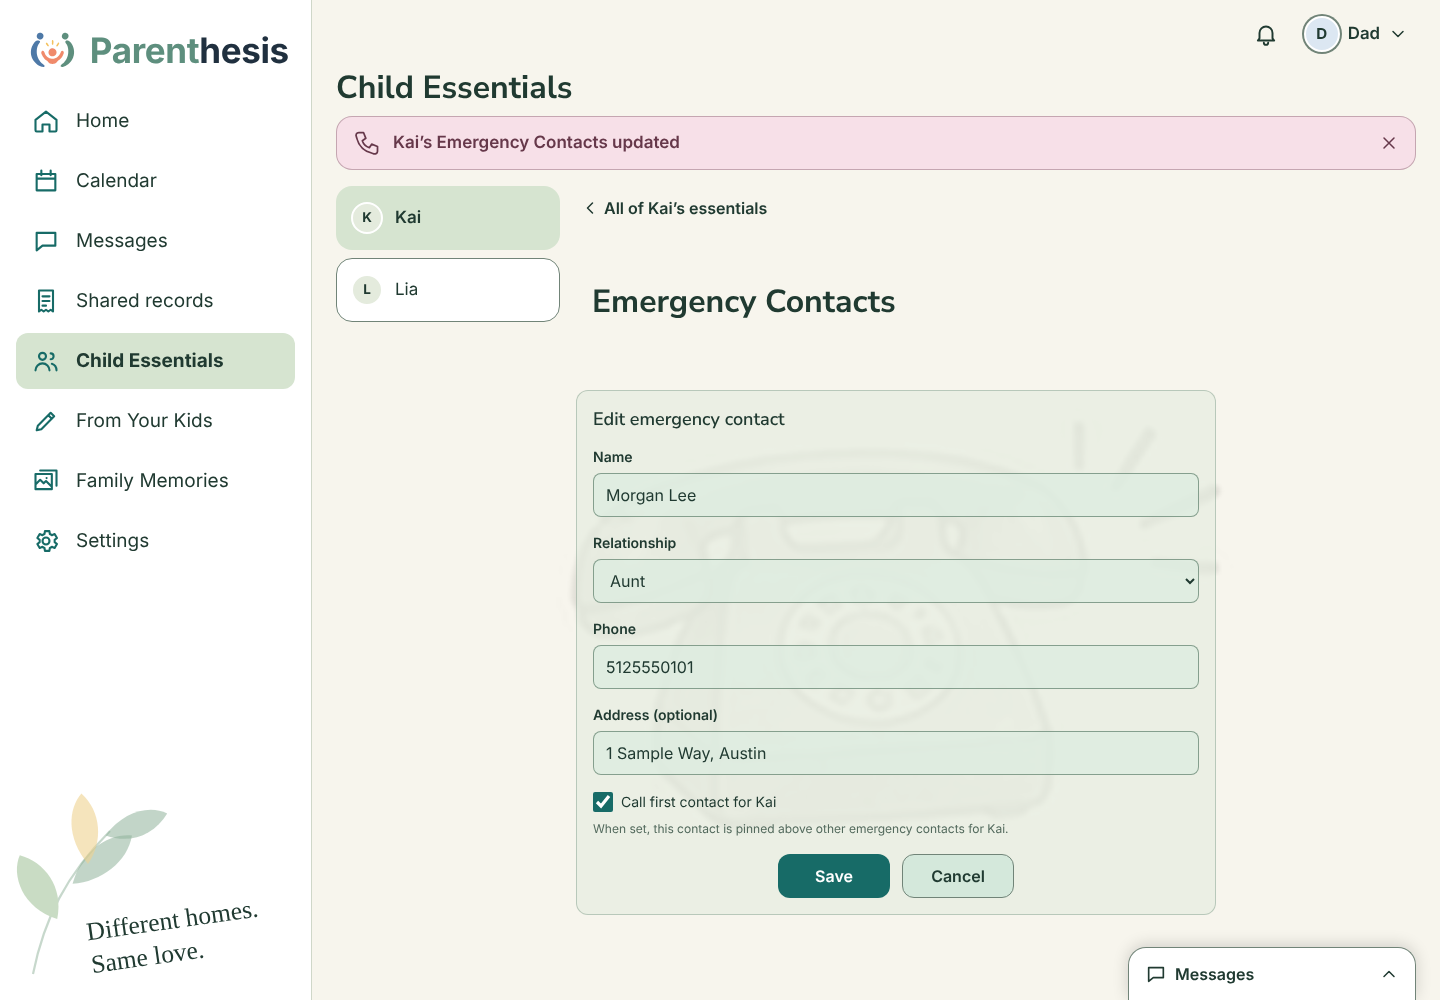 Parenthesis
Home
Calendar
Messages
Shared records
Child Essentials
From Your Kids
Family Memories
Settings
Different homes.
Same love.
D
Dad
Child Essentials
Kai’s Emergency Contacts updated
K
Kai
L
Lia
All of Kai’s essentials
Emergency Contacts
Edit emergency contact
Name
Morgan Lee
Relationship
Aunt
Phone
5125550101
Address (optional)
1 Sample Way, Austin
Call first contact for Kai
When set, this contact is pinned above other emergency contacts for Kai.
Save
Cancel
Messages